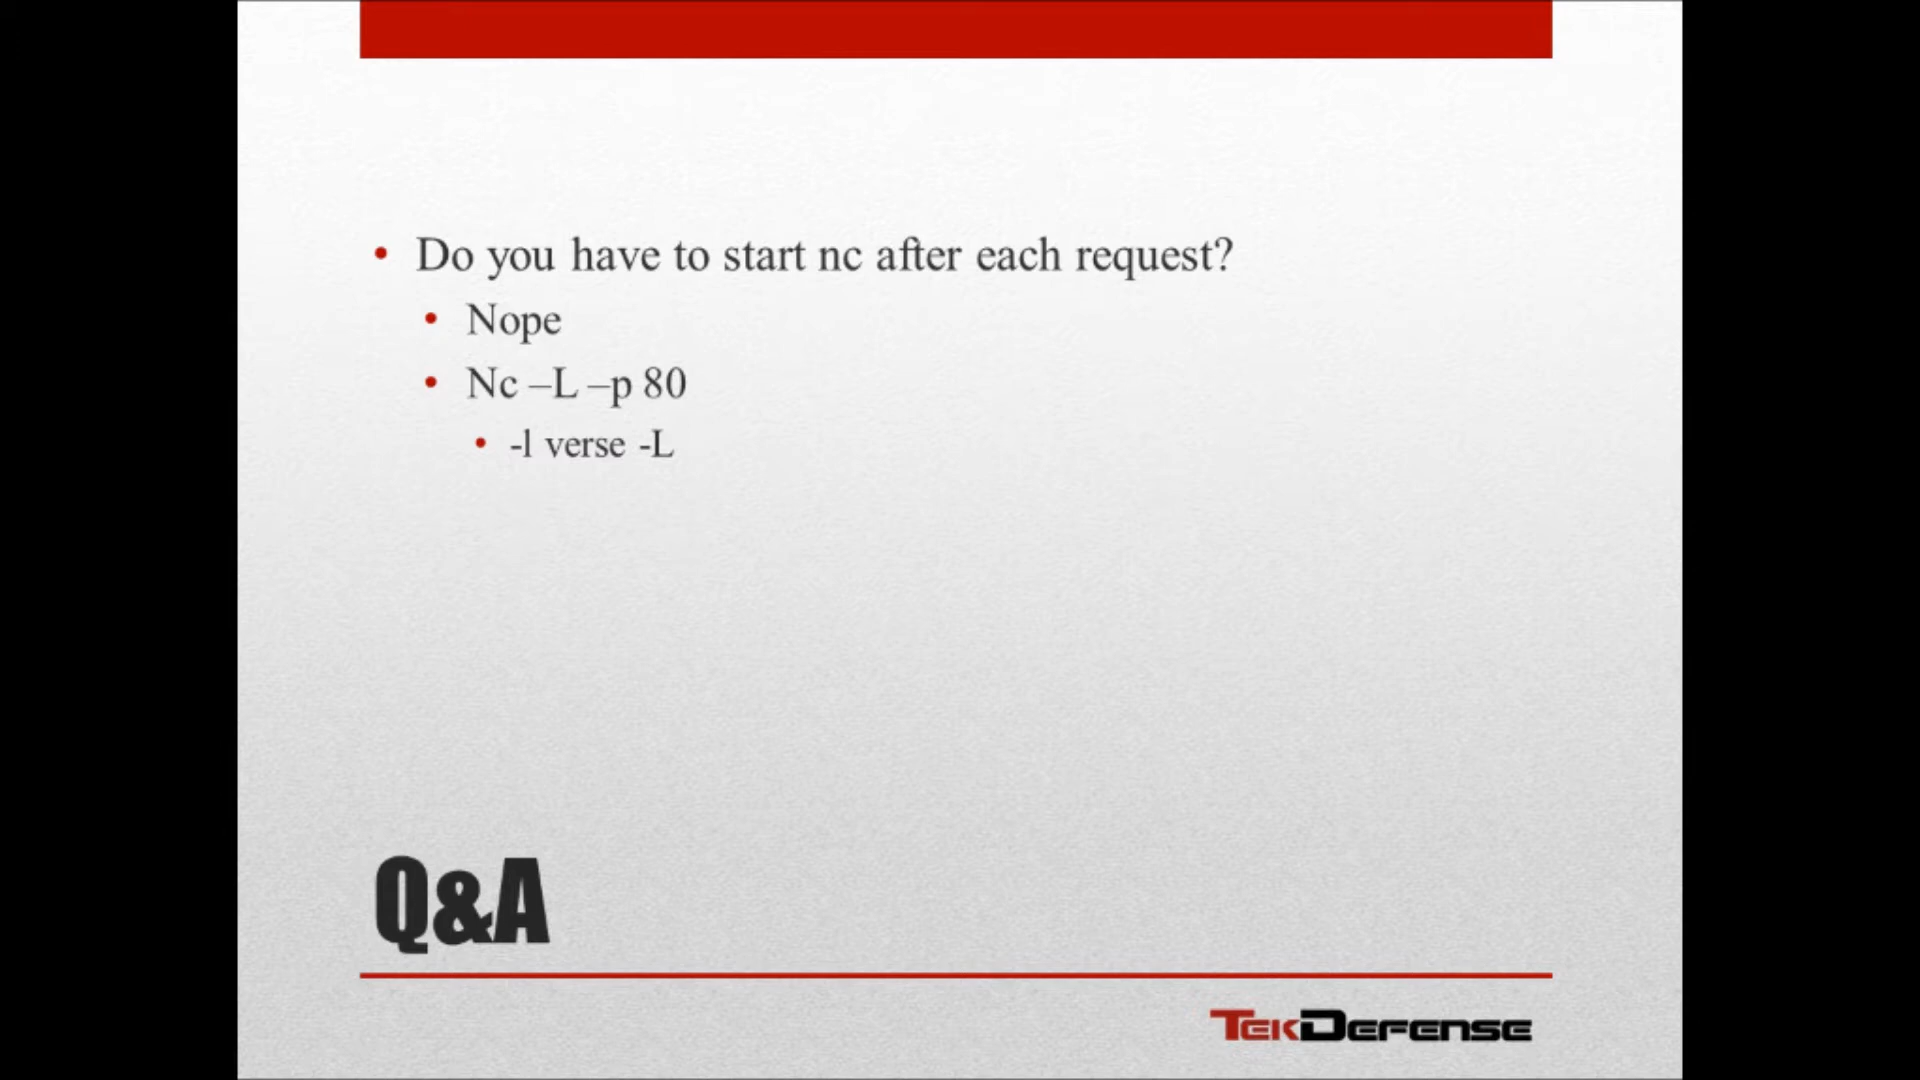 Do you have to start nc after each request?
Nope
Nc –L –p 80
-l verse -L
Q&A
TEKDEFENSE